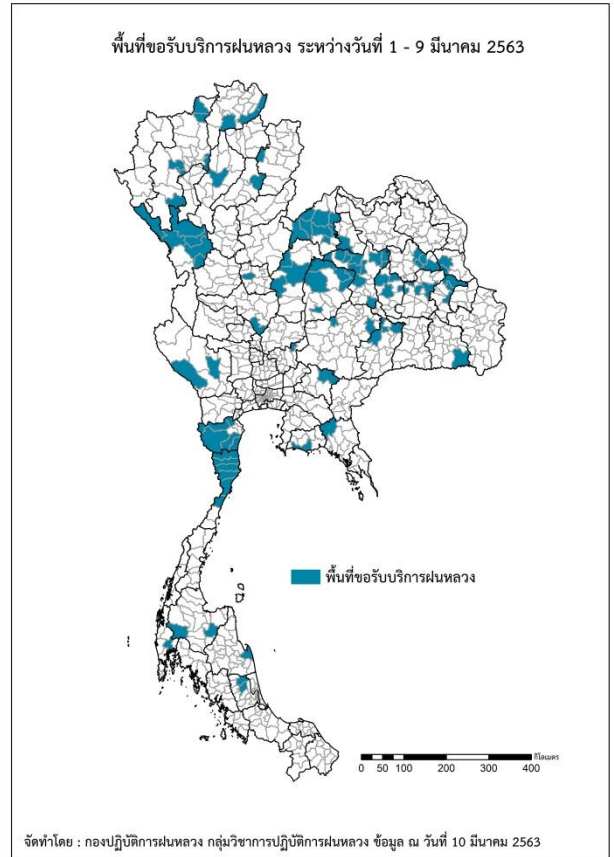 พื้นที่ขอรับบริการฝนหลวง ระหว่างวันที่ 1 - 9 มีนาคม 2563
พื้นที่ขอรับบริการฝนหลวง
กิโลเมตร
0 50 100 200 300 400
จัดทำโดย : กองปฏิบัติการฝนหลวง กลุ่มวิชาการปฏิบัติการฝนหลวง ข้อมูล ณ วันที่ 10 มีนาคม 2563